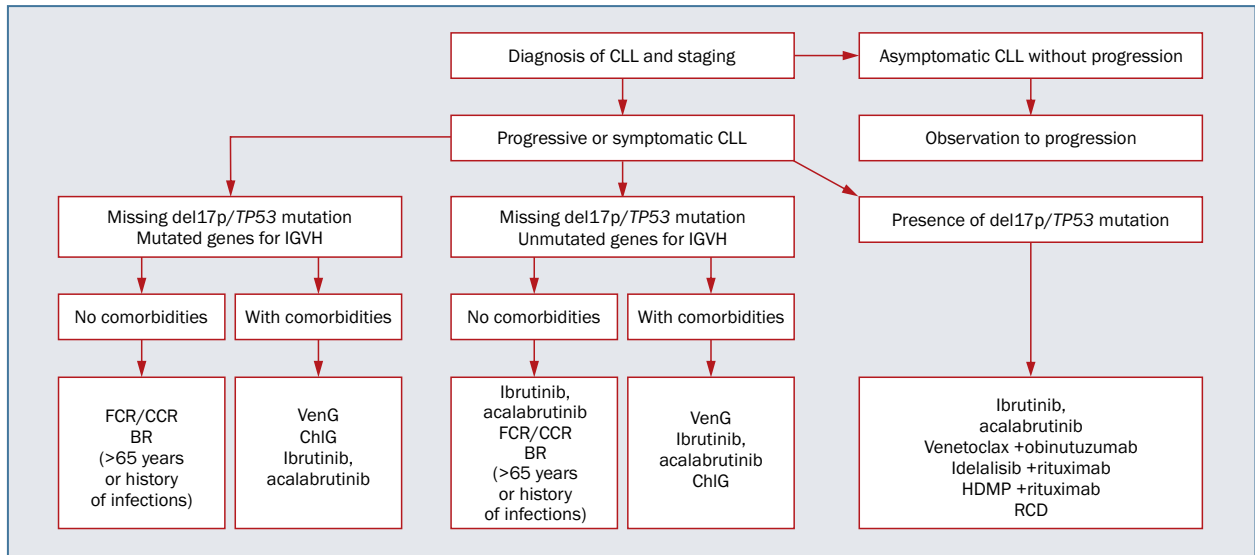 Diagnosis of CLL and staging
Asymptomatic CLL without progression
Progressive or symptomatic CLL
Observation to progression
Missing del17p/TP53 mutation
Mutated genes for IGVH
Missing del17p/TP53 mutation
Unmutated genes for IGVH
Presence of del17p/TP53 mutation
No comorbidities
With comorbidities
No comorbidities
With comorbidities
FCR/CCR
BR
(>65 years
or history
of infections)
VenG
ChlG
Ibrutinib,
acalabrutinib
Ibrutinib,
acalabrutinib
FCR/CCR
BR
(>65 years
or history
of infections)
VenG
Ibrutinib,
acalabrutinib
ChlG
Ibrutinib,
acalabrutinib
Venetoclax +obinutuzumab
Idelalisib +rituximab
HDMP +rituximab
RCD